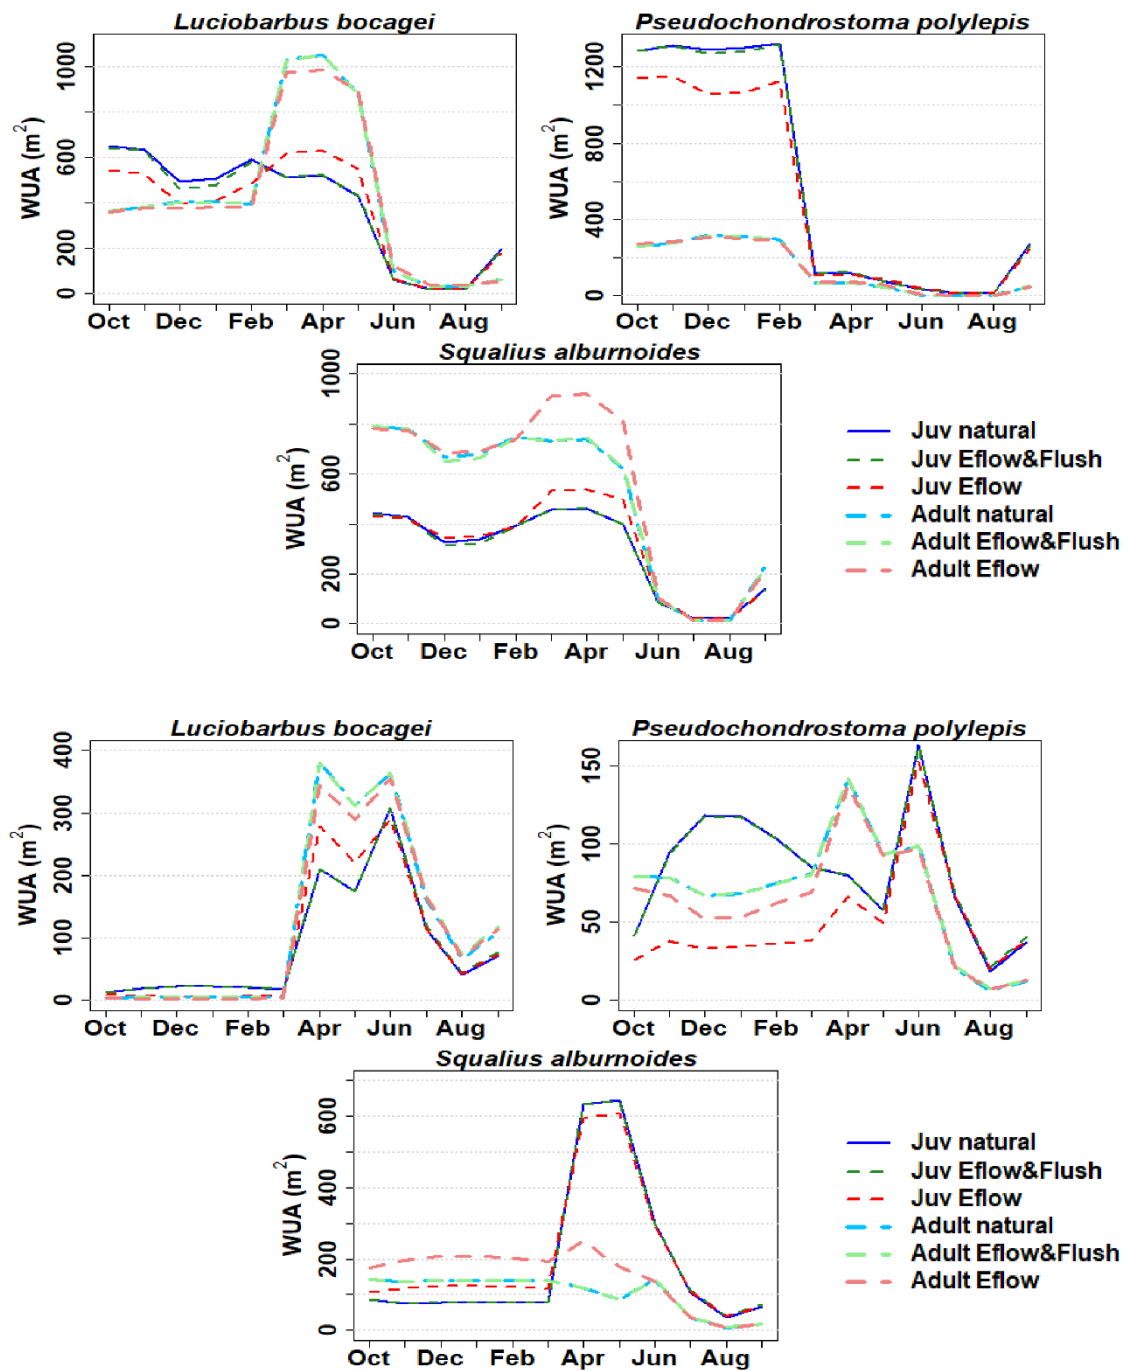 Luciobarbus bocagei
WUA (m²)
0 200 600 1000
Oct Dec Feb Apr Jun Aug
Pseudochondrostoma polylepis
WUA (m²)
0 400 800 1200
Oct Dec Feb Apr Jun Aug
Squalius alburnoides
WUA (m²)
0 200 600 1000
Oct Dec Feb Apr Jun Aug
Juv natural
Juv Eflow&Flush
Juv Eflow
Adult natural
Adult Eflow&Flush
Adult Eflow
Luciobarbus bocagei
WUA (m²)
0 100 200 300 400
Oct Dec Feb Apr Jun Aug
Pseudochondrostoma polylepis
WUA (m²)
0 50 100 150
Oct Dec Feb Apr Jun Aug
Squalius alburnoides
WUA (m²)
0 200 400 600
Oct Dec Feb Apr Jun Aug
Juv natural
Juv Eflow&Flush
Juv Eflow
Adult natural
Adult Eflow&Flush
Adult Eflow